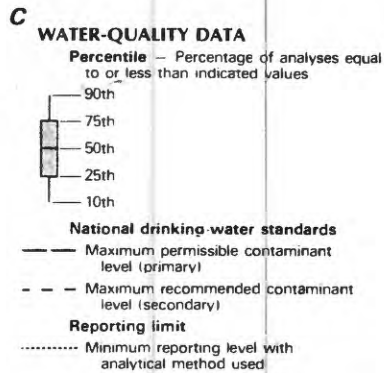 C
WATER-QUALITY DATA
Percentile — Percentage of analyses equal
to or less than indicated values
90th
75th
50th
25th
10th
National drinking-water standards
Maximum permissible contaminant
level (primary)
Maximum recommended contaminant
level (secondary)
Reporting limit
Minimum reporting level with
analytical method used